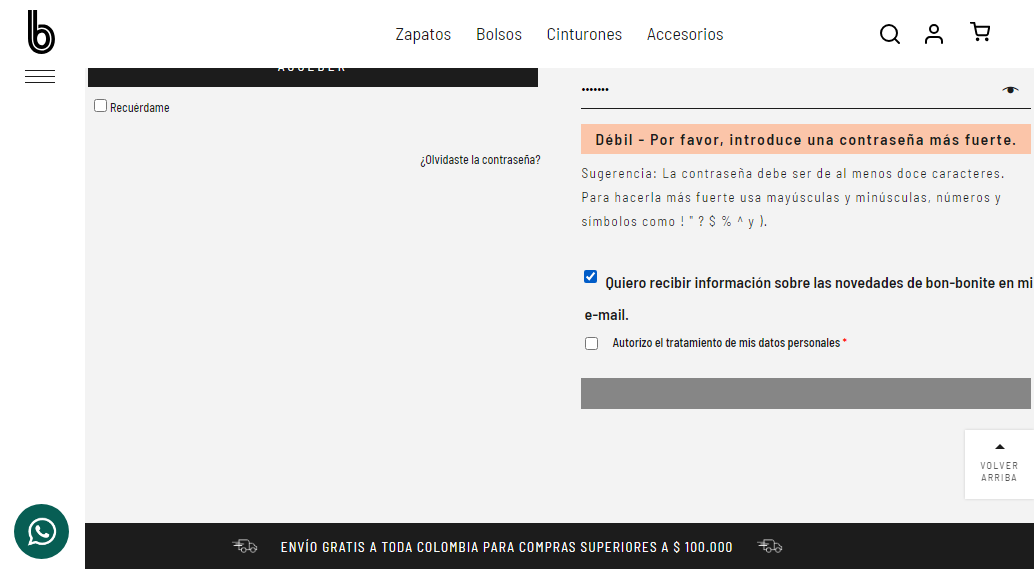 b
Zapatos Bolsos Cinturones Accesorios
ACCEDER
Recuérdame
¿Olvidaste la contraseña?
•••••••
Débil - Por favor, introduce una contraseña más fuerte.
Sugerencia: La contraseña debe ser de al menos doce caracteres.
Para hacerla más fuerte usa mayúsculas y minúsculas, números y
símbolos como ! " ? $ % ^ y ).
Quiero recibir información sobre las novedades de bon-bonite en mi
e-mail.
Autorizo el tratamiento de mis datos personales *
VOLVER
ARRIBA
ENVÍO GRATIS A TODA COLOMBIA PARA COMPRAS SUPERIORES A $ 100.000